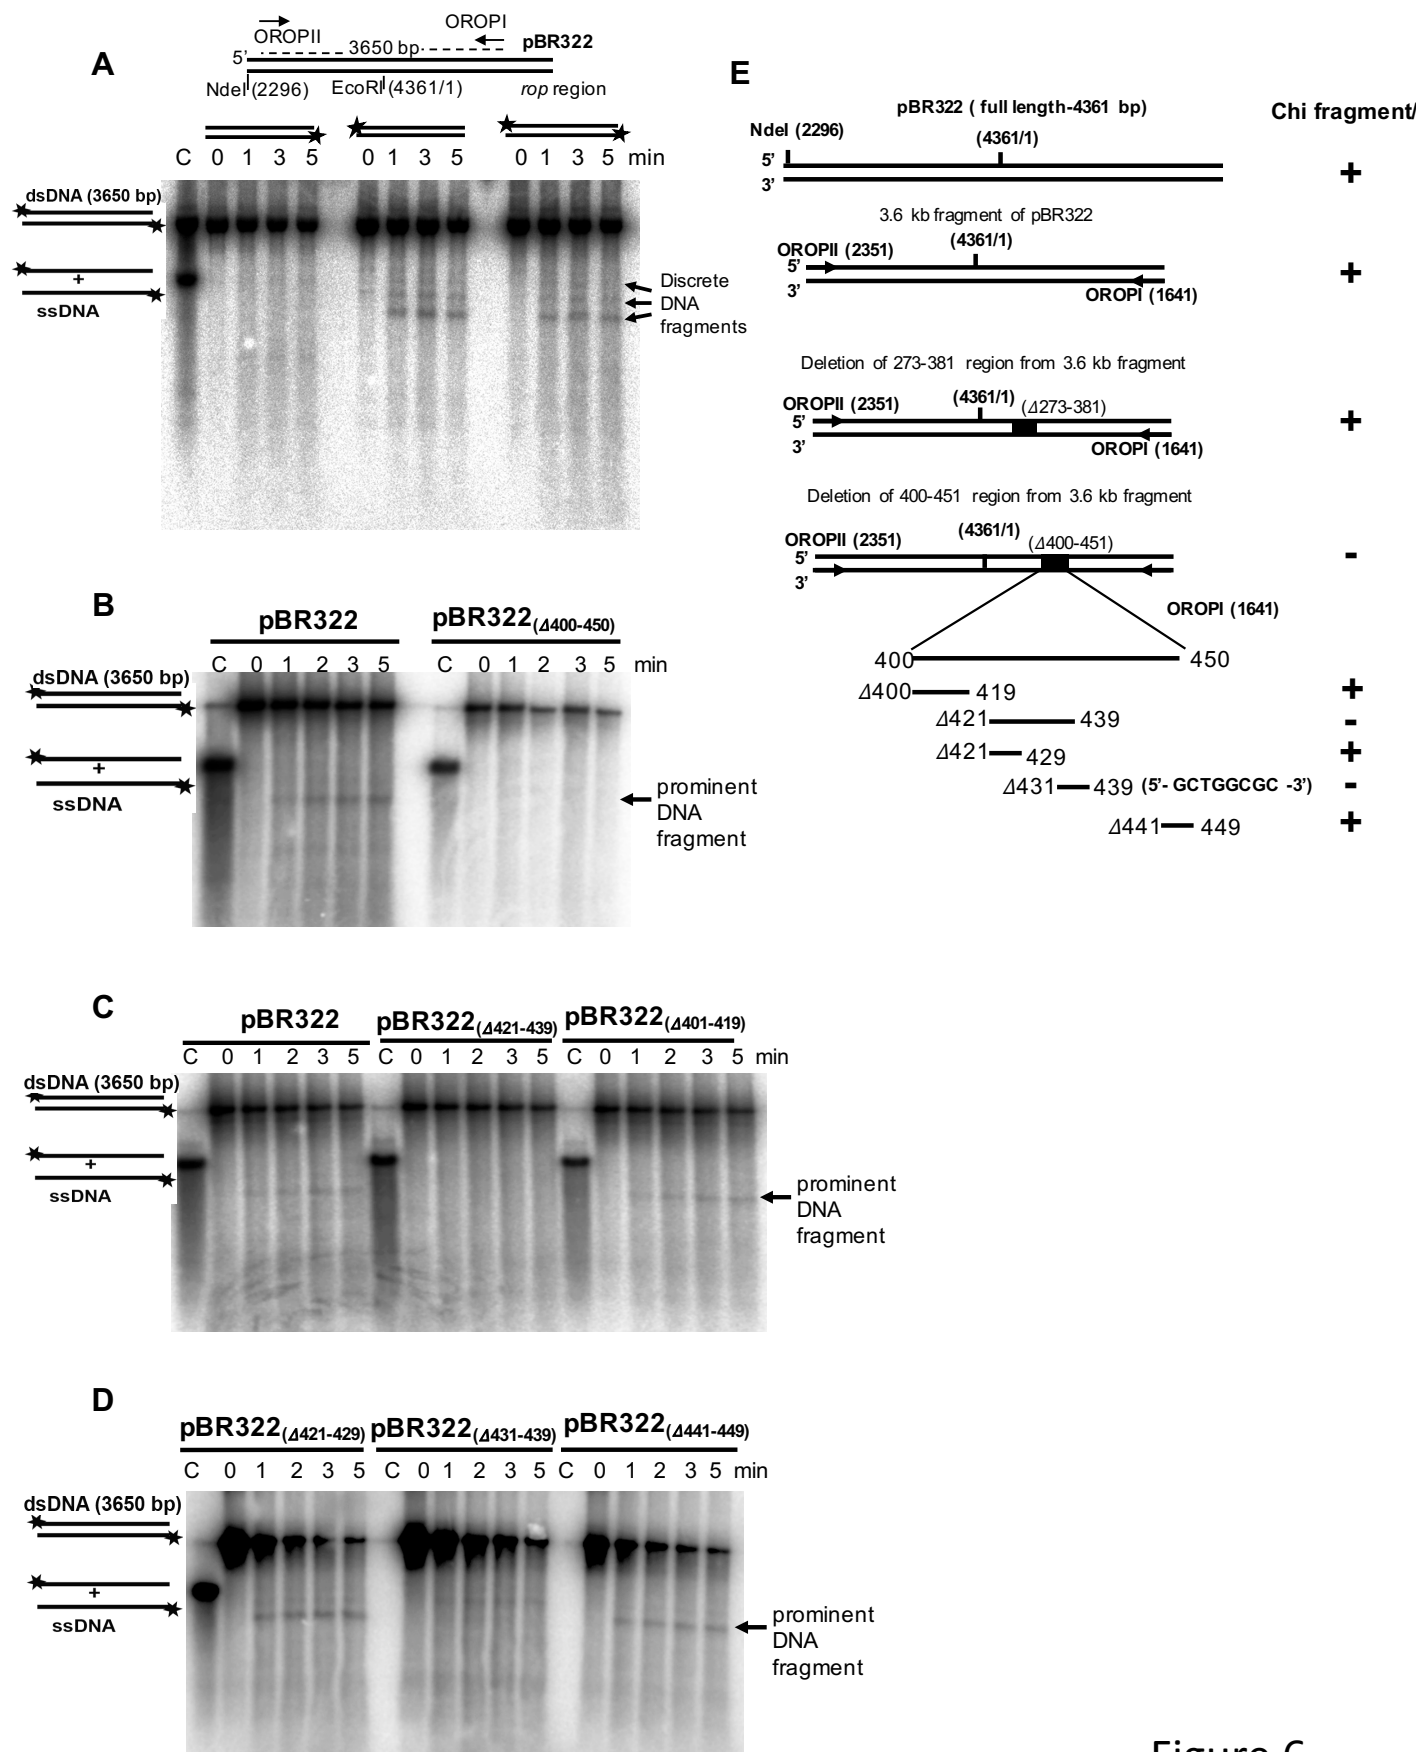 A
OROPII
OROPI
5' 3650 bp pBR322
NdeI (2296) EcoRI (4361/1) rop region
C 0 1 3 5 0 1 3 5 0 1 3 5 min
dsDNA (3650 bp)
+
ssDNA
Discrete
DNA
fragments
B
pBR322 pBR322(Δ400-450)
C 0 1 2 3 5 C 0 1 2 3 5 min
dsDNA (3650 bp)
+
ssDNA
prominent
DNA
fragment
C
pBR322 pBR322(Δ421-439) pBR322(Δ401-419)
C 0 1 2 3 5 C 0 1 2 3 5 C 0 1 2 3 5 min
dsDNA (3650 bp)
+
ssDNA
prominent
DNA
fragment
D
pBR322(Δ421-429) pBR322(Δ431-439) pBR322(Δ441-449)
C 0 1 2 3 5 C 0 1 2 3 5 C 0 1 2 3 5 min
dsDNA (3650 bp)
+
ssDNA
prominent
DNA
fragment
E
pBR322 ( full length-4361 bp) Chi fragment/
NdeI (2296) (4361/1)
5'
3' +
3.6 kb fragment of pBR322
OROPII (2351) (4361/1)
5' +
3' OROPI (1641)
Deletion of 273-381 region from 3.6 kb fragment
OROPII (2351) (4361/1) (Δ273-381)
5' +
3' OROPI (1641)
Deletion of 400-451 region from 3.6 kb fragment
OROPII (2351) (4361/1) (Δ400-451)
5' -
3'
OROPI (1641)
400 450
Δ400 419 +
Δ421 439 -
Δ421 429 +
Δ431 439 (5'- GCTGGCGC -3') -
Δ441 449 +